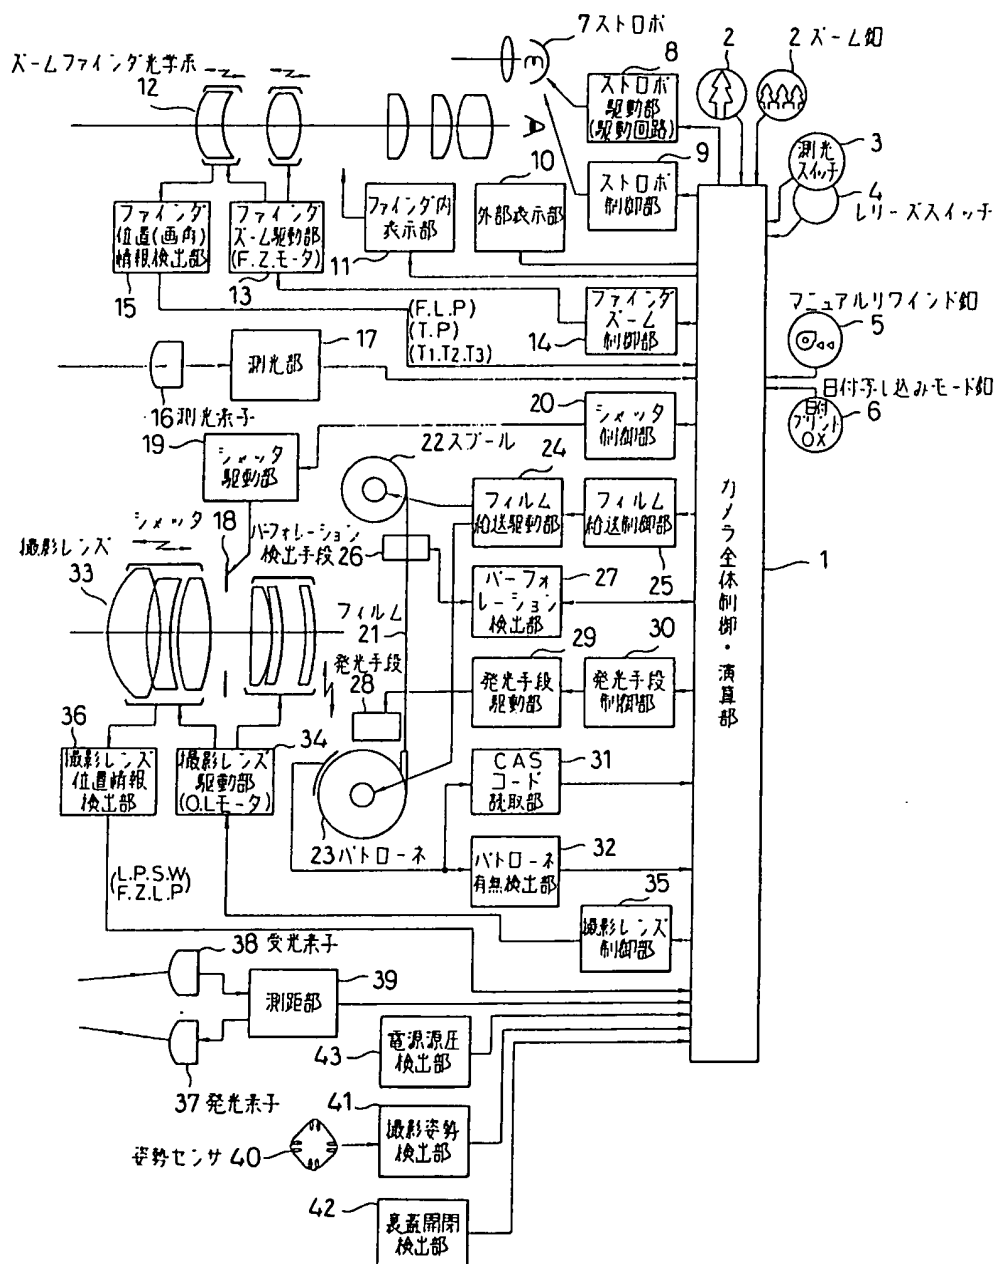 7ストロボ
2
2 ズーム釦
ズームファインダ光学系
12
8
ストロボ
駆動部
(駆動回路)
3
測光
スイッチ
4
レリーズスイッチ
9
ストロボ
制御部
10
外部表示部
ファインダ内
表示部
11
ファインダ
位置(画角)
情報検出部
15
ファインダ
ズーム駆動部
(F.Z.モータ)
13
ファインダ
ズーム
制御部
14
(F.L.P)
(T.P)
(T1.T2.T3)
マニュアルリワインド釦
5
17
測光部
16測光素子
日付写し込みモード釦
日付
プリント
OX
6
20
シャッタ
制御部
19
シャッタ
駆動部
22スプール
24
フィルム
給送駆動部
フィルム
給送制御部
25
カメラ全体制御・演算部
1
シャッタ
18
パーフォレーション
検出手段26
撮影レンズ
33
27
パーフォ
レーション
検出部
フィルム
21
発光手段
28
29
発光手段
駆動部
30
発光手段
制御部
36
撮影レンズ
位置情報
検出部
34
撮影レンズ
駆動部
(O.Lモータ)
31
CAS
コード
読取部
23パトローネ
32
パトローネ
有無検出部
(L.P.S.W
F.Z.L.P)
35
撮影レンズ
制御部
38 受光素子
39
測距部
37 発光素子
電源源圧
検出部
43
41
撮影姿勢
検出部
姿勢センサ 40
42
裏蓋開閉
検出部